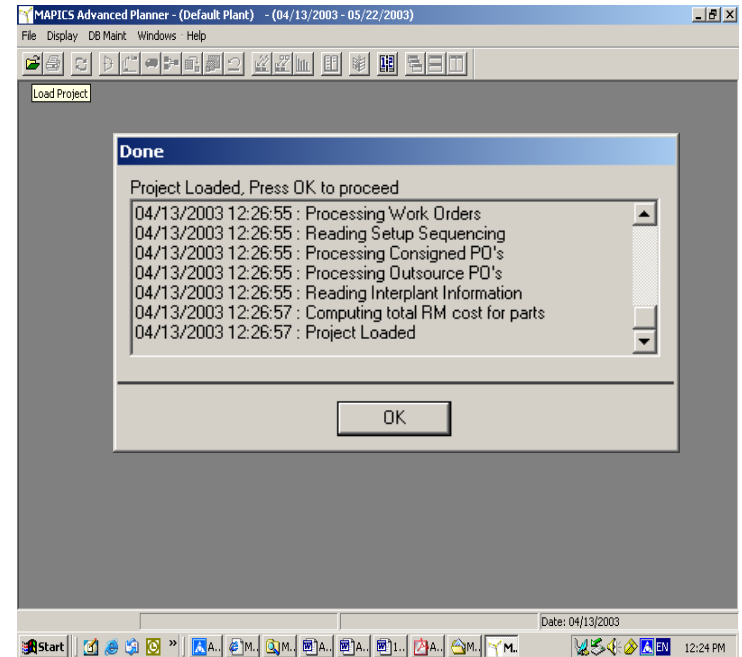 MAPICS Advanced Planner - (Default Plant) - (04/13/2003 - 05/22/2003)
File Display DB Maint Windows Help
Load Project
Done
Project Loaded, Press OK to proceed
04/13/2003 12:26:55 : Processing Work Orders
04/13/2003 12:26:55 : Reading Setup Sequencing
04/13/2003 12:26:55 : Processing Consigned PO's
04/13/2003 12:26:55 : Processing Outsource PO's
04/13/2003 12:26:55 : Reading Interplant Information
04/13/2003 12:26:57 : Computing total RM cost for parts
04/13/2003 12:26:57 : Project Loaded
OK
Date: 04/13/2003
Start » A.. M.. M.. A.. A.. 1.. A.. M.. M.. EN 12:24 PM